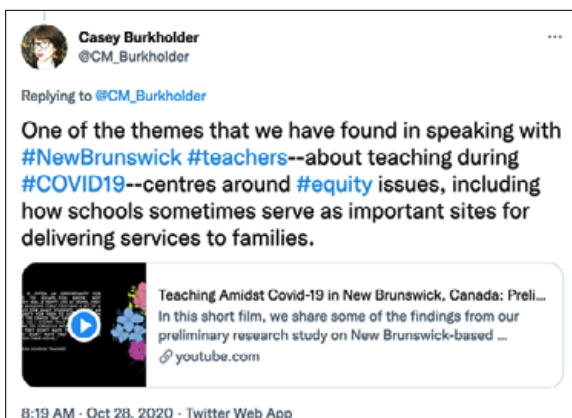 Casey Burkholder
@CM_Burkholder
Replying to @CM_Burkholder
One of the themes that we have found in speaking with
#NewBrunswick #teachers--about teaching during
#COVID19--centres around #equity issues, including
how schools sometimes serve as important sites for
delivering services to families.
Teaching Amidst Covid-19 in New Brunswick, Canada: Preli...
In this short film, we share some of the findings from our
preliminary research study on New Brunswick-based ...
youtube.com
8:19 AM · Oct 28, 2020 · Twitter Web App